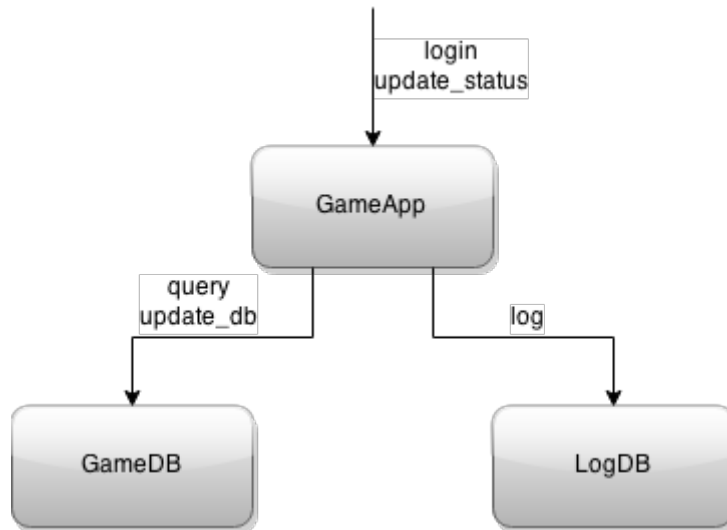 login
update_status
GameApp
query
update_db
log
GameDB
LogDB